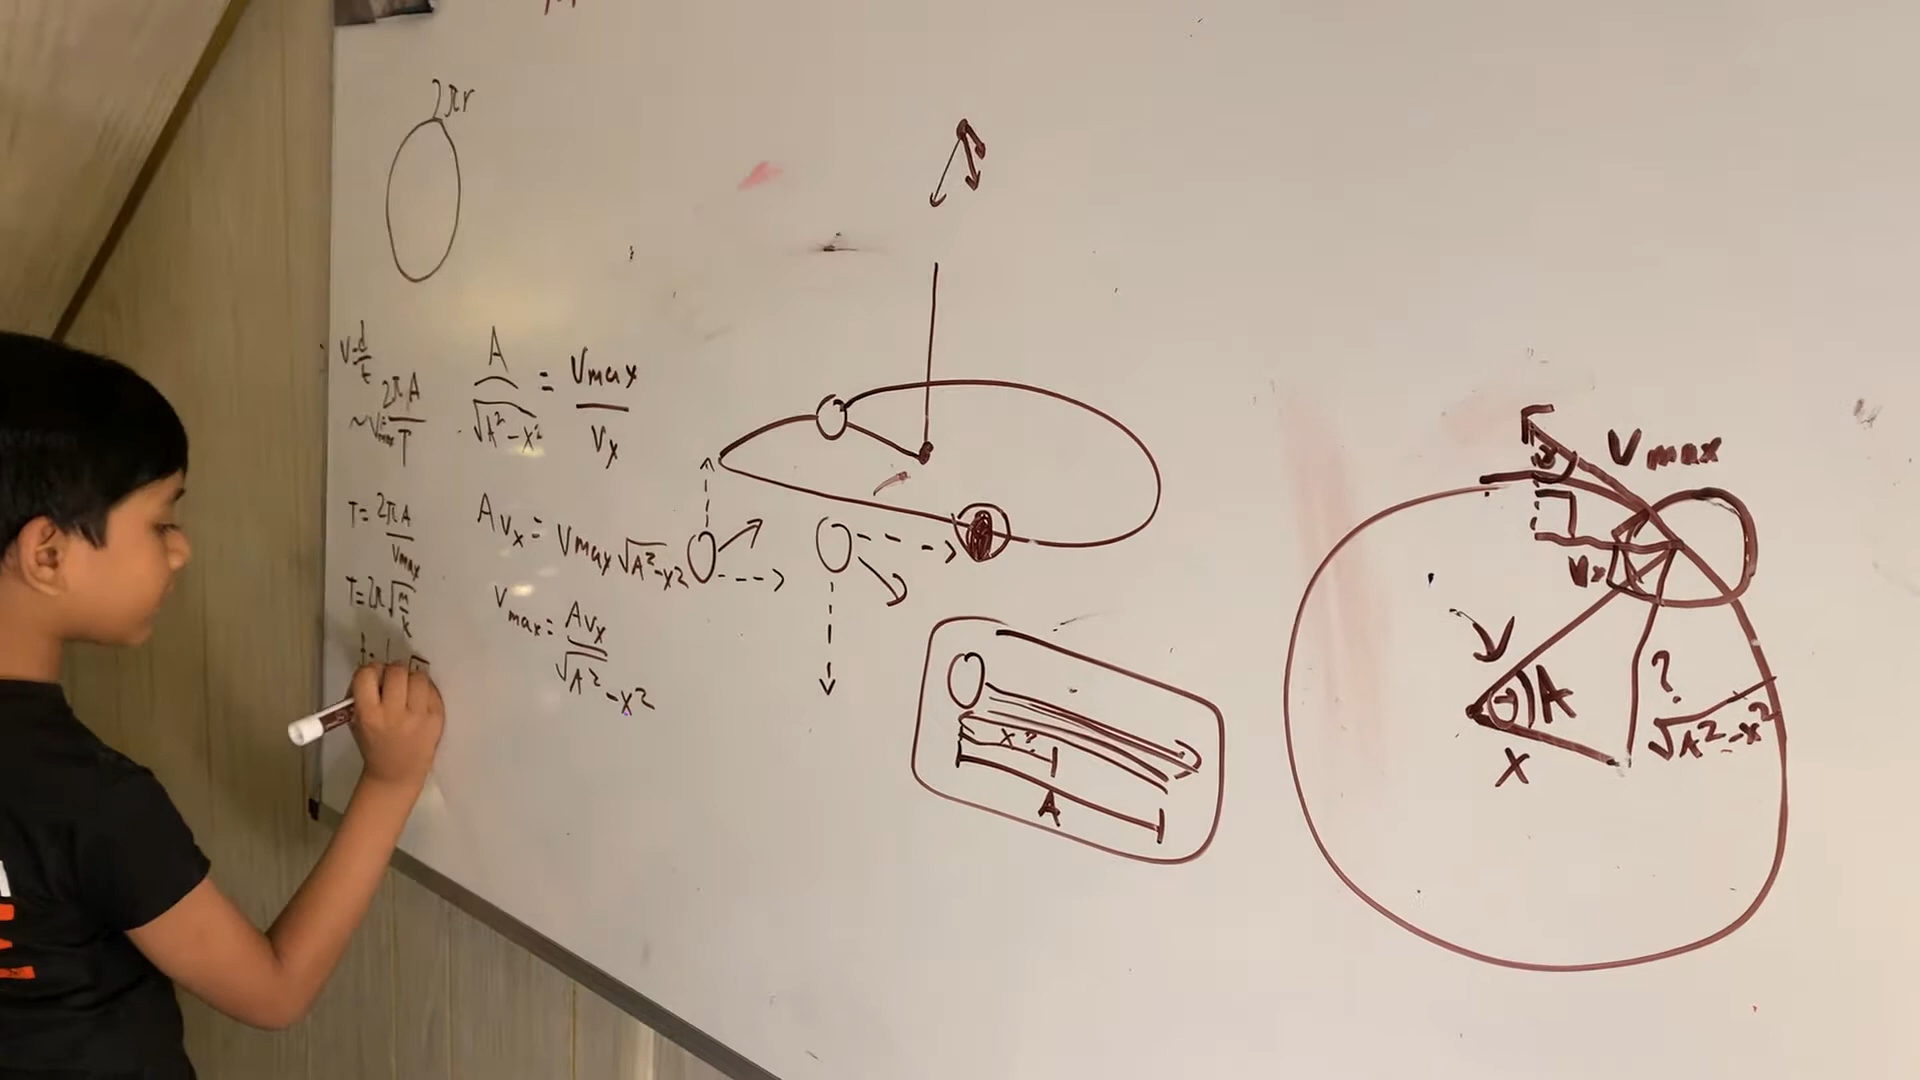 2πr
V=d/t
~Vmax=2πA/T
T=2πA/Vmax
T=2π√m/k
A/√A²-x² = Vmax/Vx
AVx=Vmax√A²-x²
Vmax=AVx/√A²-x²
x?
A
Vmax
Vx
A
x
?
√A²-x²